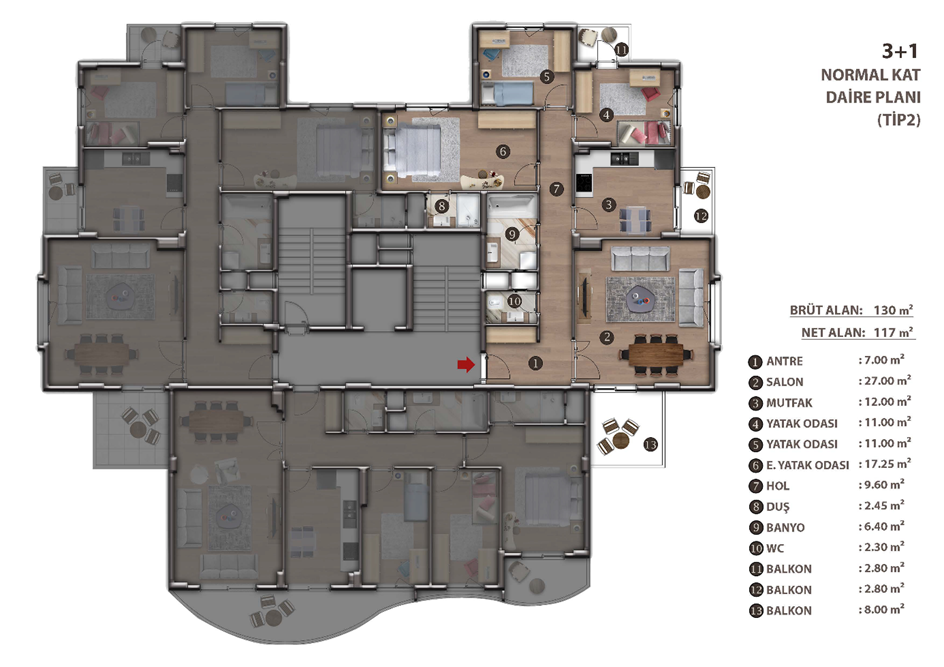 3+1
NORMAL KAT
DAİRE PLANI
(TİP2)
BRÜT ALAN: 130 m²
NET ALAN: 117 m²
1 ANTRE : 7.00 m²
2 SALON : 27.00 m²
3 MUTFAK : 12.00 m²
4 YATAK ODASI : 11.00 m²
5 YATAK ODASI : 11.00 m²
6 E. YATAK ODASI : 17.25 m²
7 HOL : 9.60 m²
8 DUŞ : 2.45 m²
9 BANYO : 6.40 m²
10 WC : 2.30 m²
11 BALKON : 2.80 m²
12 BALKON : 2.80 m²
13 BALKON : 8.00 m²
11
5
4
6
7
3
8
12
9
10
2
1
13